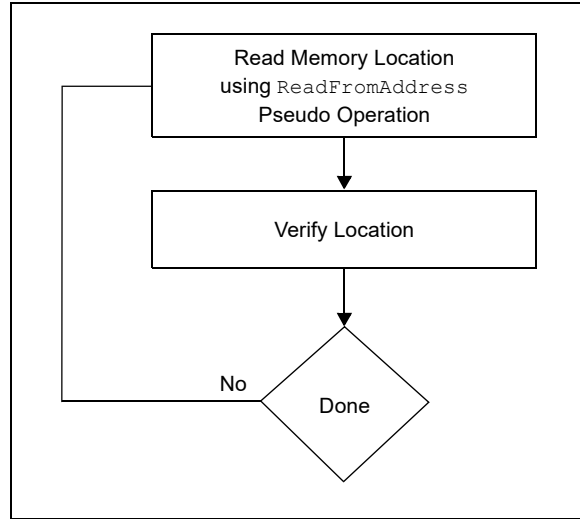 Read Memory Location
using ReadFromAddress
Pseudo Operation
Verify Location
No
Done